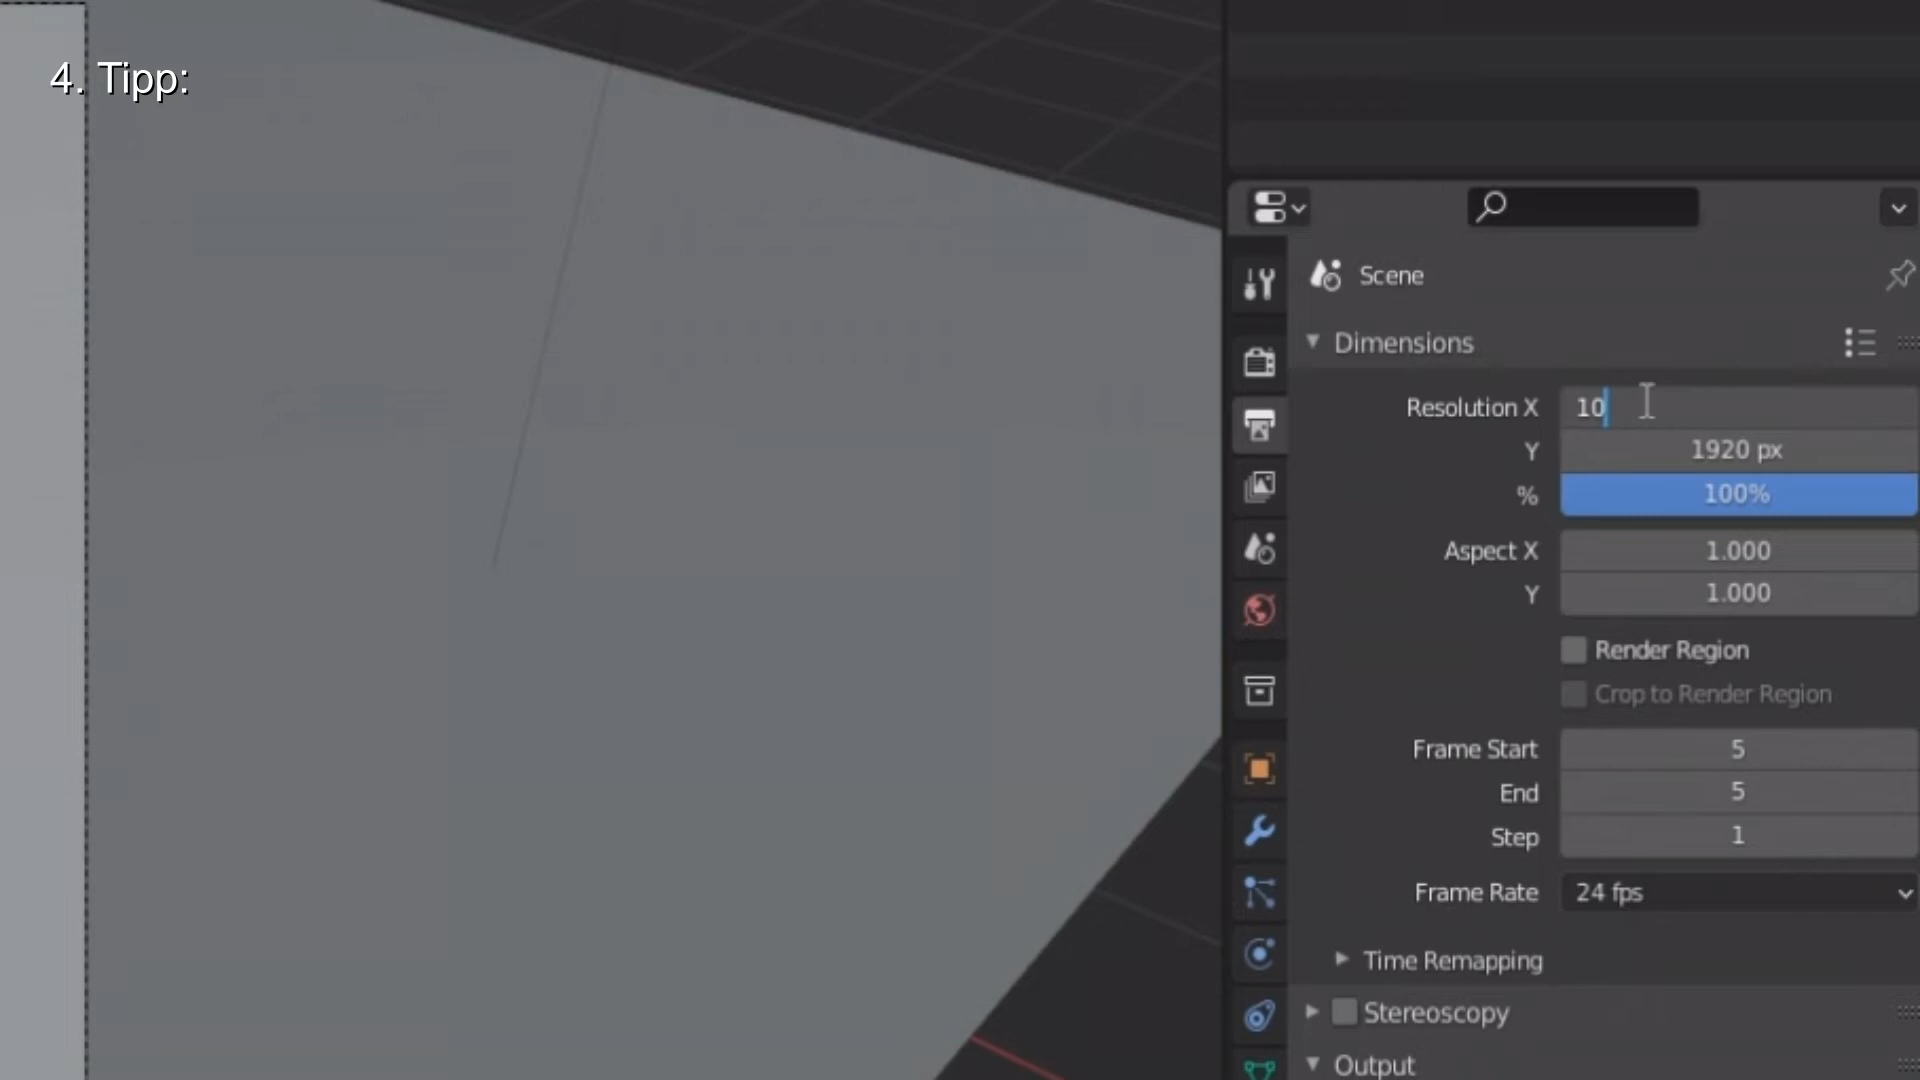 4. Tipp:
Scene
Dimensions
Resolution X 10
Y 1920 px
% 100%
Aspect X 1.000
Y 1.000
Render Region
Crop to Render Region
Frame Start 5
End 5
Step 1
Frame Rate 24 fps
Time Remapping
Stereoscopy
Output